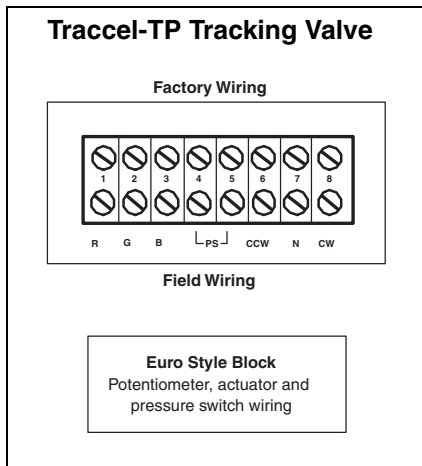 Traccel-TP Tracking Valve
Factory Wiring
1 2 3 4 5 6 7 8
R G B PS CCW N CW
Field Wiring
Euro Style Block
Potentiometer, actuator and
pressure switch wiring